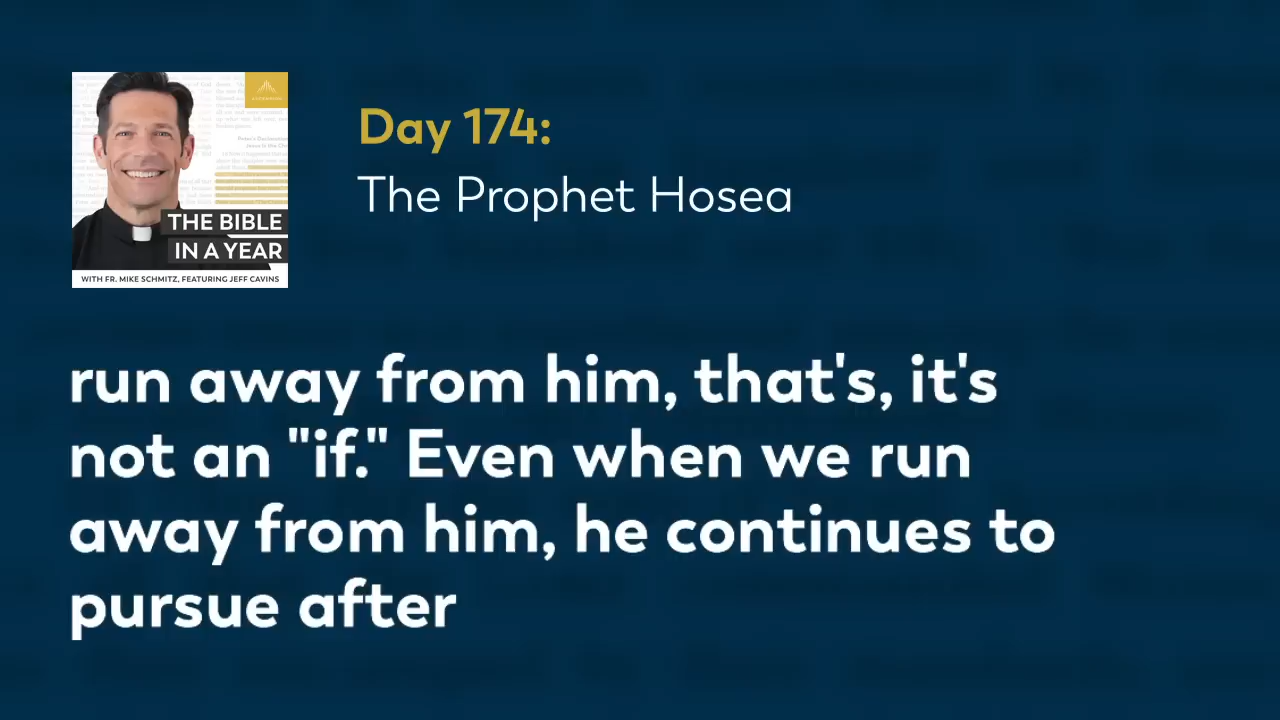 THE BIBLE
IN A YEAR
WITH FR. MIKE SCHMITZ, FEATURING JEFF CAVINS
Day 174:
The Prophet Hosea
run away from him, that's, it's
not an "if." Even when we run
away from him, he continues to
pursue after